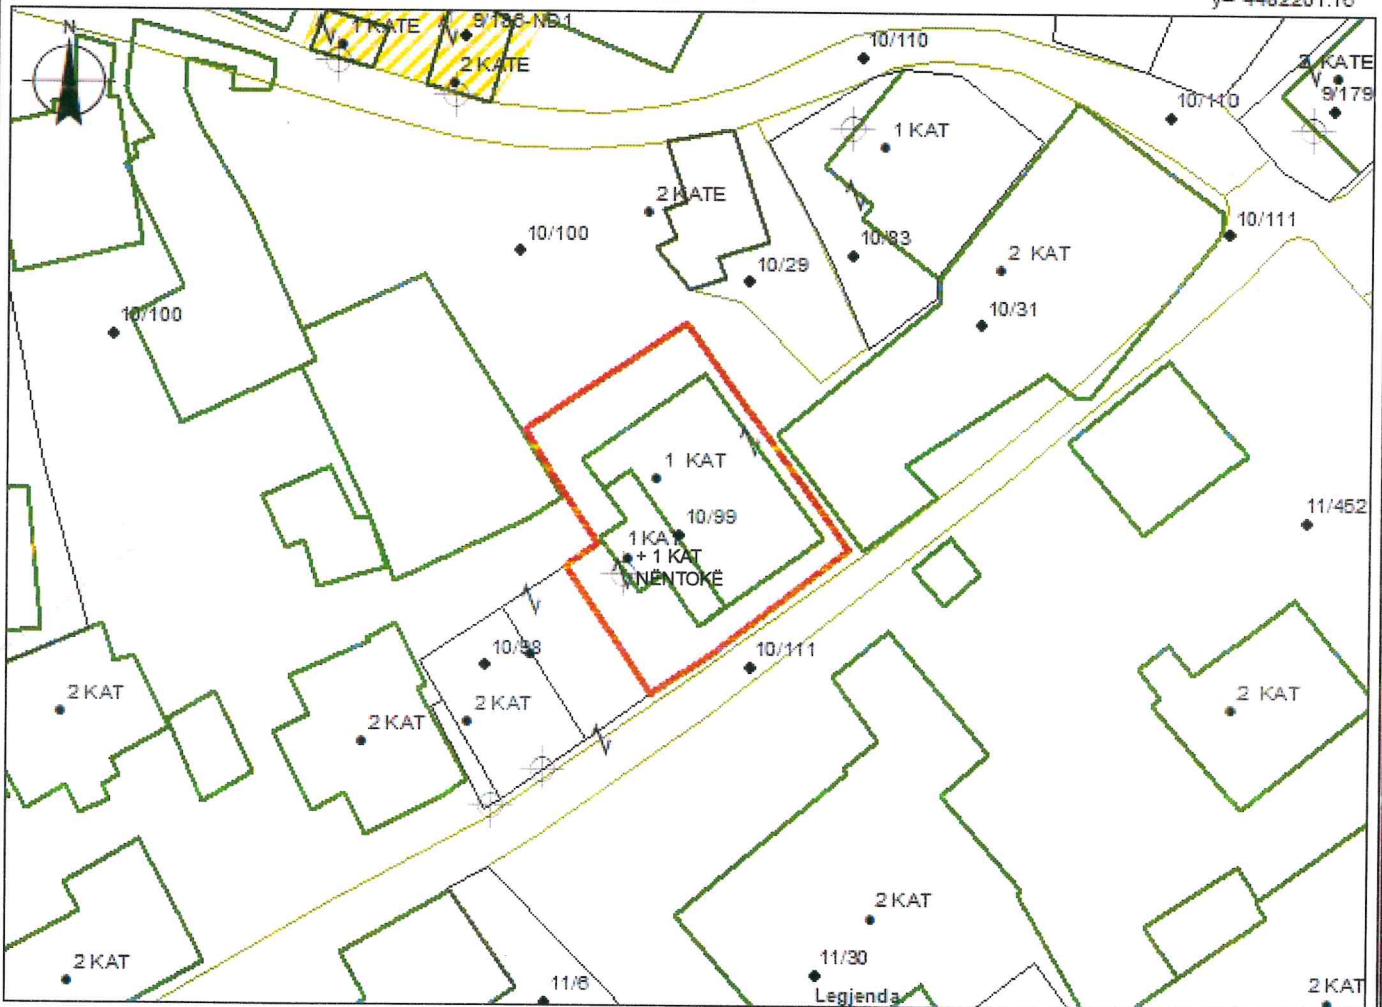 N
1 KATE
9/186-ND1
2 KATE
10/110
2 KATE
9/179
10/110
1 KAT
2 KATE
10/100
10/83
10/111
2 KAT
10/29
10/31
10/100
1 KAT
10/99
11/452
1 KAT
+ 1 KAT
NËNTOKË
10/98
10/111
2 KAT
2 KAT
2 KAT
2 KAT
2 KAT
11/30
2 KAT
11/6
2 KAT
Legjenda